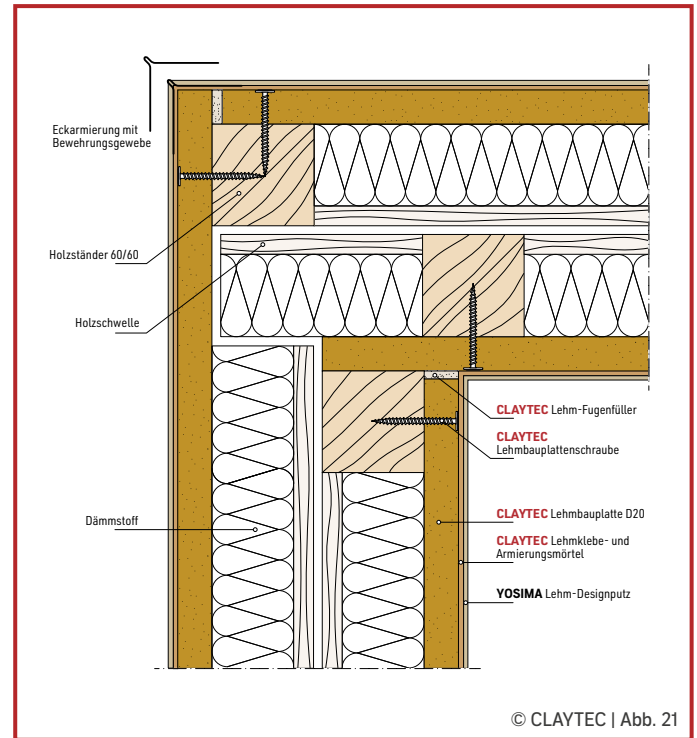 Eckarmierung mit
Bewehrungsgewebe
Holzständer 60/60
Holzschwelle
Dämmstoff
CLAYTEC Lehm-Fugenfüller
CLAYTEC
Lehmbauplattenschraube
CLAYTEC Lehmbauplatte D20
CLAYTEC Lehmklebe- und
Armierungsmörtel
YOSIMA Lehm-Designputz
© CLAYTEC | Abb. 21